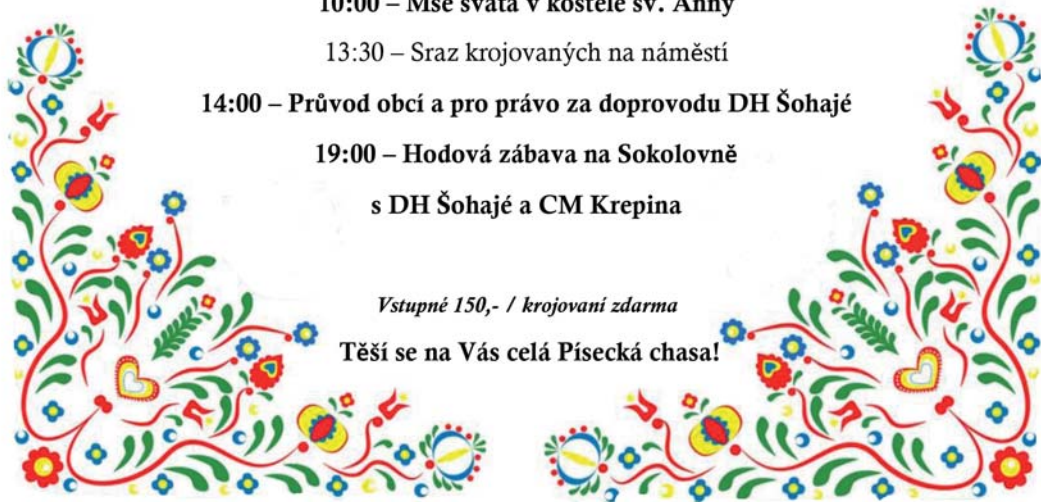 10:00 – Mše svatá v kostele sv. Anny
13:30 – Sraz krojovaných na náměstí
14:00 – Průvod obcí a pro právo za doprovodu DH Šohajé
19:00 – Hodová zábava na Sokolovně
s DH Šohajé a CM Krepina
Vstupné 150,- / krojovaní zdarma
Těší se na Vás celá Písecká chasa!